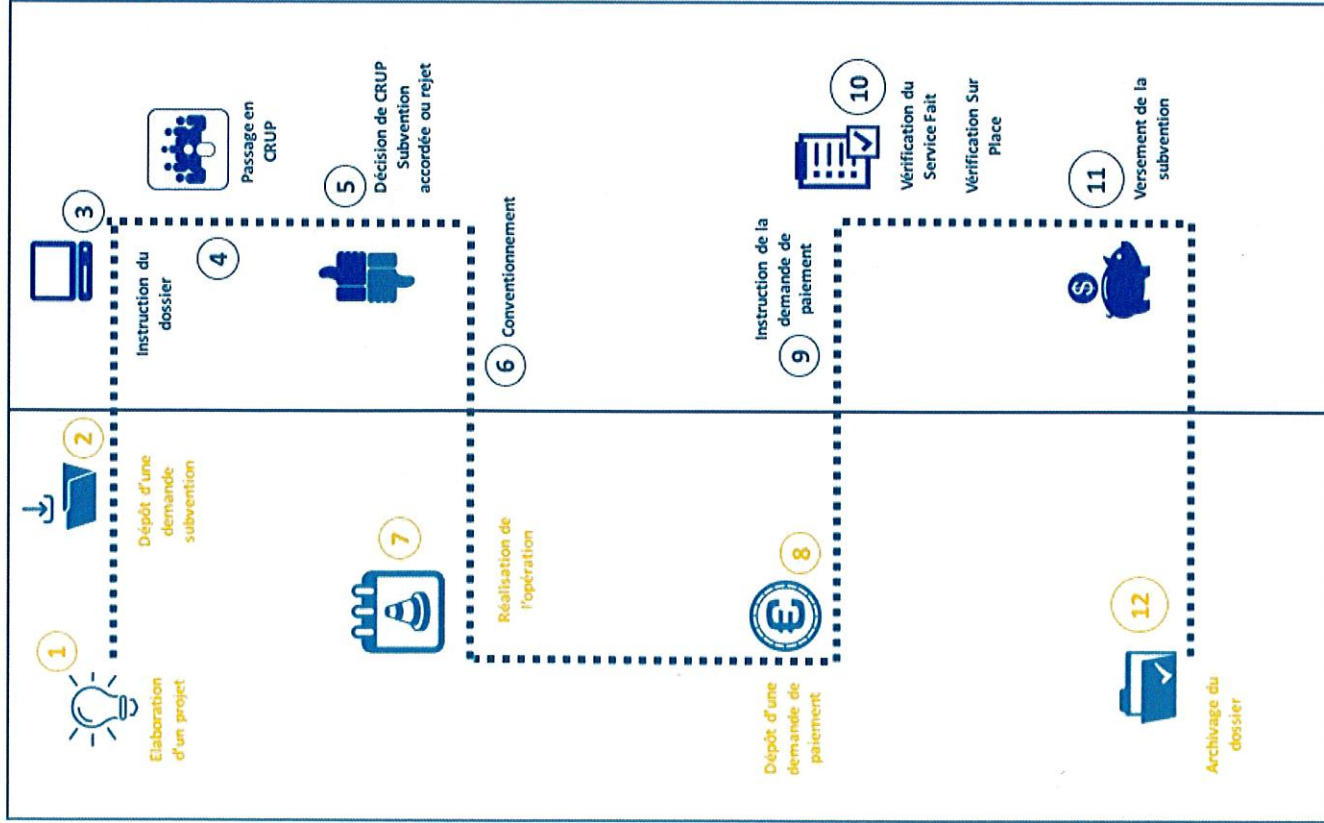 1
Elaboration
d'un projet
2
Dépôt d'une
demande
subvention
3
Instruction du
dossier
4
Passage en
CRUP
5
Décision de CRUP
Subvention
accordée ou rejet
6
Conventionnement
7
Réalisation de
l'opération
8
€
Dépôt d'une
demande de
paiement
9
Instruction de la
demande de
paiement
10
Vérification du
Service Fait
Vérification Sur
Place
11
$
Versement de la
subvention
12
Archivage du
dossier